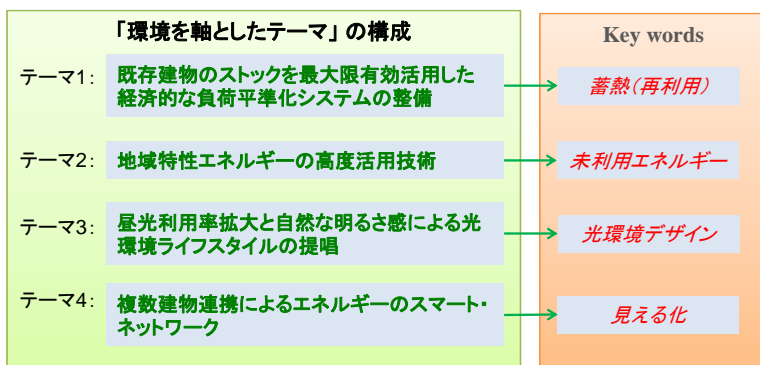 「環境を軸としたテーマ」の構成
Key words
テーマ1:
既存建物のストックを最大限有効活用した
経済的な負荷平準化システムの整備
蓄熱(再利用)
テーマ2:
地域特性エネルギーの高度活用技術
未利用エネルギー
テーマ3:
昼光利用率拡大と自然な明るさ感による光
環境ライフスタイルの提唱
光環境デザイン
テーマ4:
複数建物連携によるエネルギーのスマート・
ネットワーク
見える化